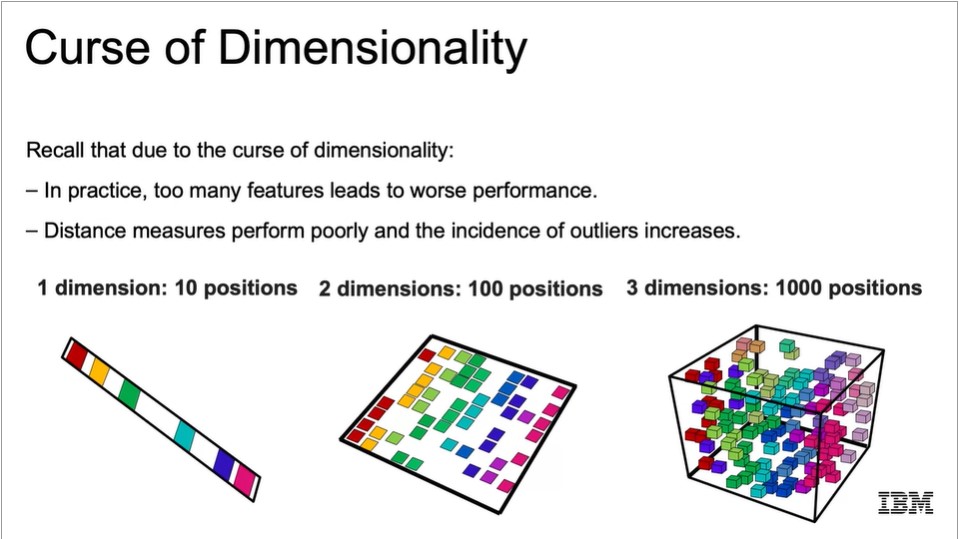 Curse of Dimensionality
Recall that due to the curse of dimensionality:
– In practice, too many features leads to worse performance.
– Distance measures perform poorly and the incidence of outliers increases.
1 dimension: 10 positions
2 dimensions: 100 positions
3 dimensions: 1000 positions
IBM